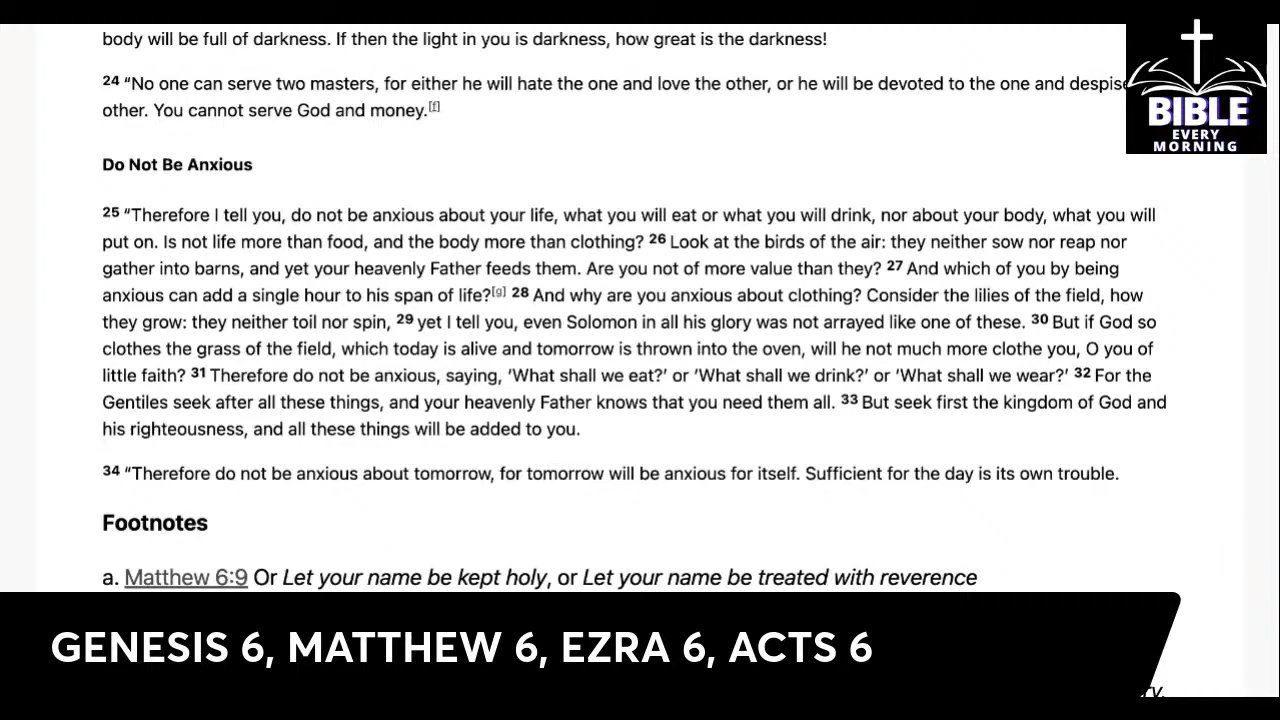 body will be full of darkness. If then the light in you is darkness, how great is the darkness!
24 “No one can serve two masters, for either he will hate the one and love the other, or he will be devoted to the one and despise
other. You cannot serve God and money.[f]
BIBLE
EVERY
MORNING
Do Not Be Anxious
25 “Therefore I tell you, do not be anxious about your life, what you will eat or what you will drink, nor about your body, what you will
put on. Is not life more than food, and the body more than clothing? 26 Look at the birds of the air: they neither sow nor reap nor
gather into barns, and yet your heavenly Father feeds them. Are you not of more value than they? 27 And which of you by being
anxious can add a single hour to his span of life?[g] 28 And why are you anxious about clothing? Consider the lilies of the field, how
they grow: they neither toil nor spin, 29 yet I tell you, even Solomon in all his glory was not arrayed like one of these. 30 But if God so
clothes the grass of the field, which today is alive and tomorrow is thrown into the oven, will he not much more clothe you, O you of
little faith? 31 Therefore do not be anxious, saying, ‘What shall we eat?’ or ‘What shall we drink?’ or ‘What shall we wear?’ 32 For the
Gentiles seek after all these things, and your heavenly Father knows that you need them all. 33 But seek first the kingdom of God and
his righteousness, and all these things will be added to you.
34 “Therefore do not be anxious about tomorrow, for tomorrow will be anxious for itself. Sufficient for the day is its own trouble.
Footnotes
a. Matthew 6:9 Or Let your name be kept holy, or Let your name be treated with reverence
GENESIS 6, MATTHEW 6, EZRA 6, ACTS 6